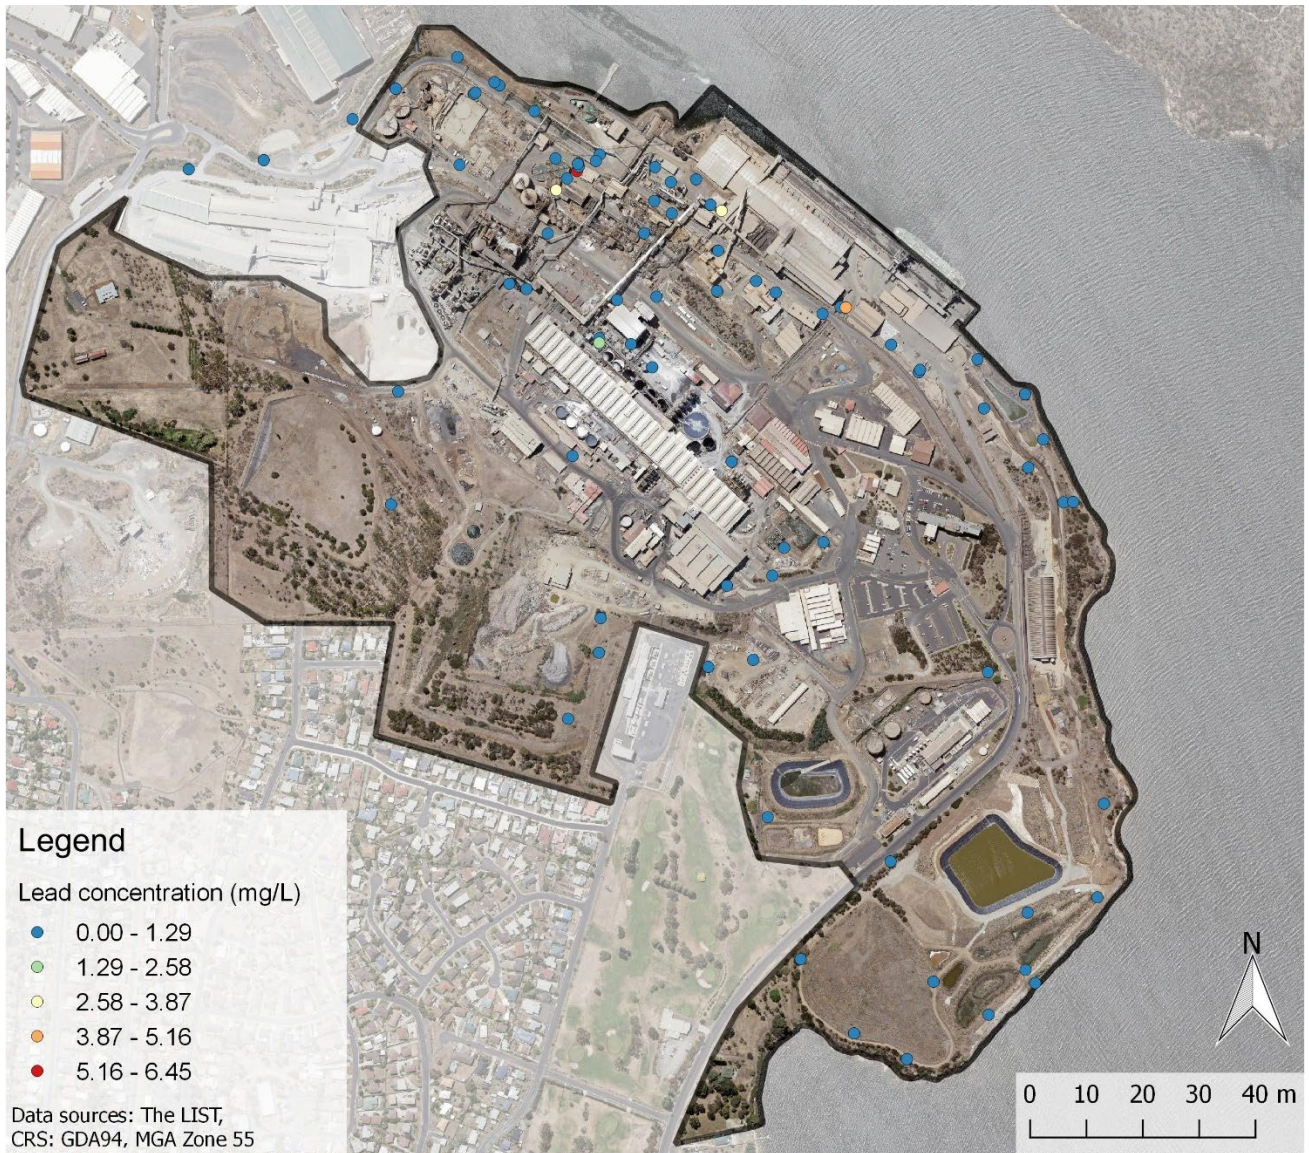 Legend
Lead concentration (mg/L)
0.00 - 1.29
1.29 - 2.58
2.58 - 3.87
3.87 - 5.16
5.16 - 6.45
Data sources: The LIST,
CRS: GDA94, MGA Zone 55
N
0 10 20 30 40 m